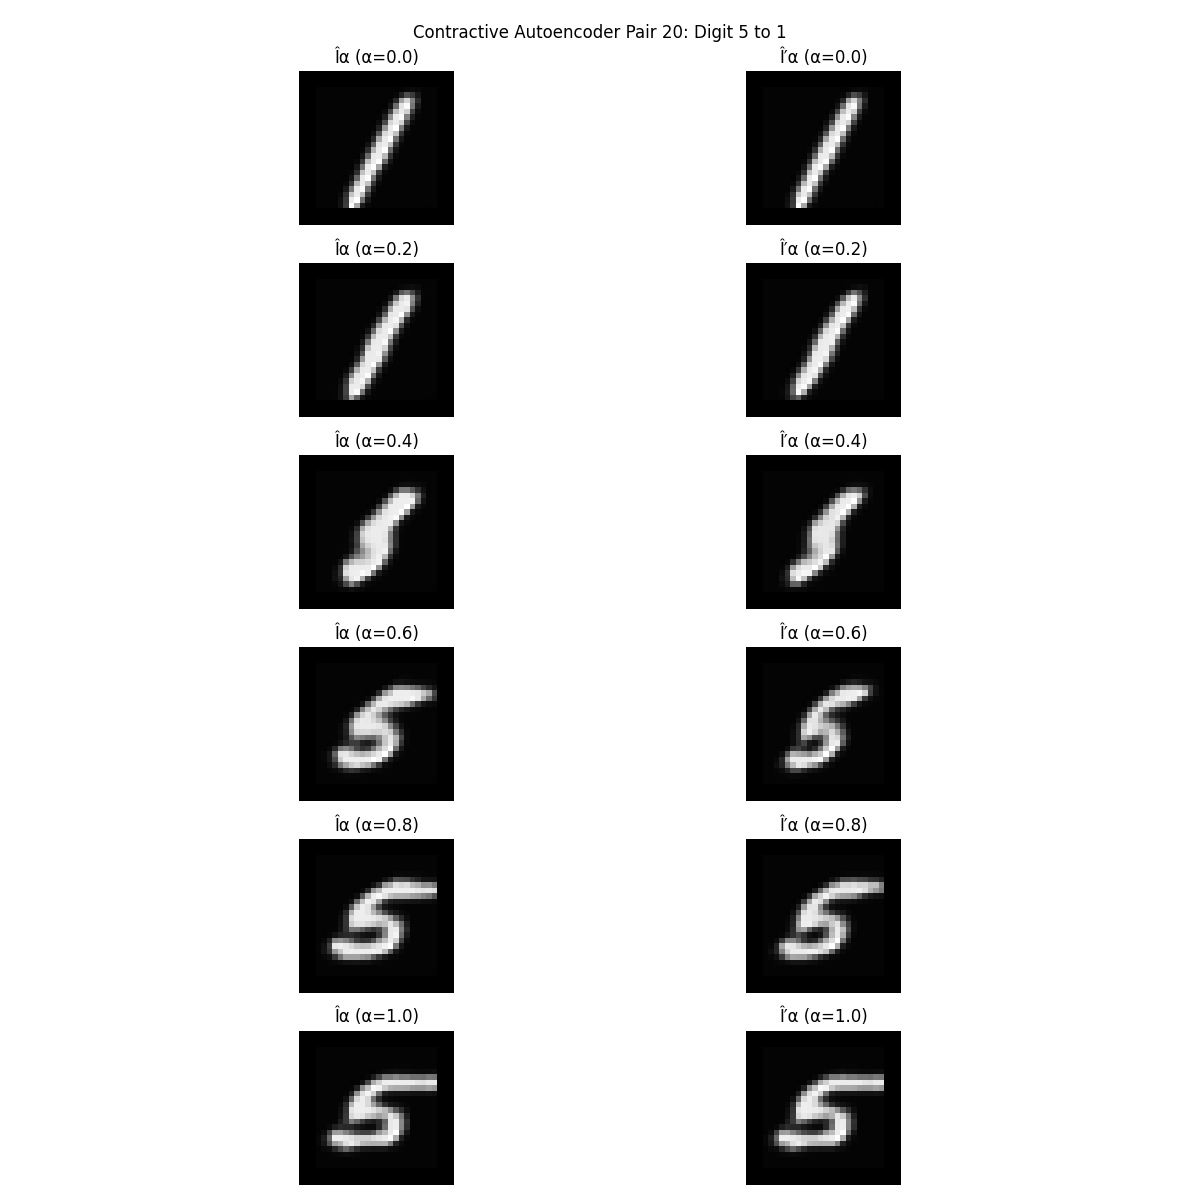 Contractive Autoencoder Pair 20: Digit 5 to 1
Îα (α=0.0) Î′α (α=0.0)
Îα (α=0.2) Î′α (α=0.2)
Îα (α=0.4) Î′α (α=0.4)
Îα (α=0.6) Î′α (α=0.6)
Îα (α=0.8) Î′α (α=0.8)
Îα (α=1.0) Î′α (α=1.0)